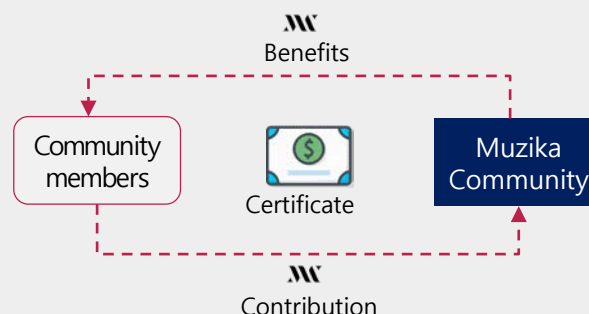 Benefits
Community
members
$
Certificate
Muzika
Community
Contribution